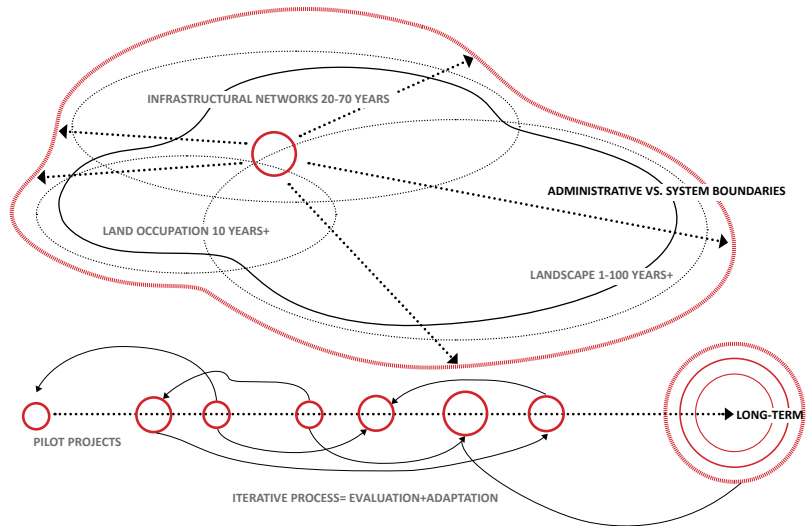 INFRASTRUCTURAL NETWORKS 20-70 YEARS
ADMINISTRATIVE VS. SYSTEM BOUNDARIES
LAND OCCUPATION 10 YEARS+
LANDSCAPE 1-100 YEARS+
LONG-TERM
PILOT PROJECTS
ITERATIVE PROCESS= EVALUATION+ADAPTATION